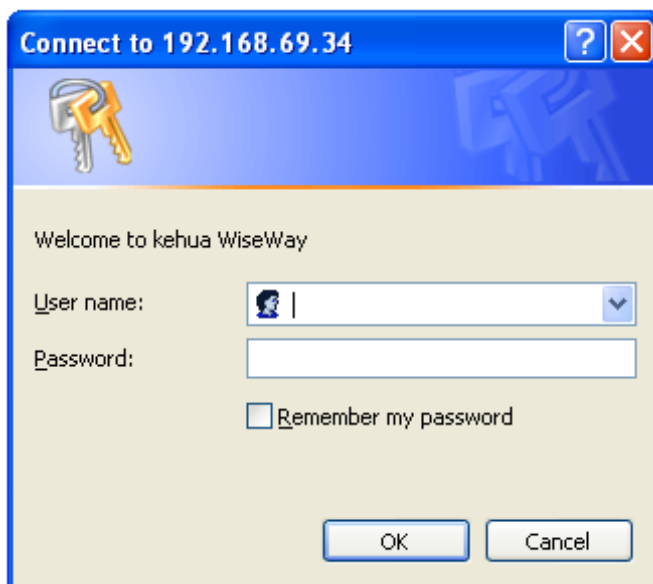 Connect to 192.168.69.34
Welcome to kehua WiseWay
User name:
Password:
Remember my password
OK Cancel